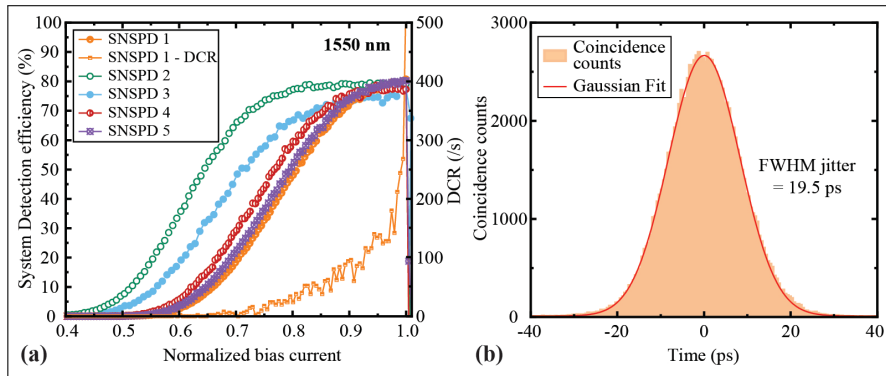 1550 nm
SNSPD 1
SNSPD 1 - DCR
SNSPD 2
SNSPD 3
SNSPD 4
SNSPD 5
System Detection efficiency (%)
100
90
80
70
60
50
40
30
20
10
0
0.4
0.5
0.6
0.7
0.8
0.9
1.0
Normalized bias current
500
400
300
200
100
0
DCR (/s)
(a)
Coincidence
counts
Gaussian Fit
FWHM jitter
= 19.5 ps
Coincidence counts
3000
2000
1000
0
-40
-20
0
20
40
Time (ps)
(b)